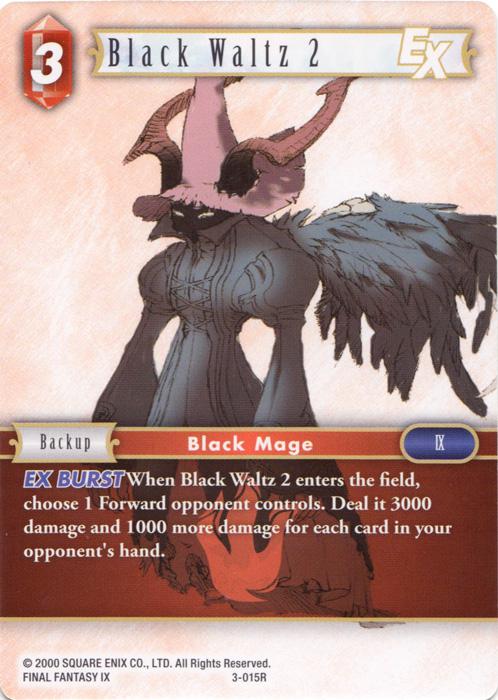 3
Black Waltz 2
EX
Backup
Black Mage
IX
EX BURST When Black Waltz 2 enters the field,
choose 1 Forward opponent controls. Deal it 3000
damage and 1000 more damage for each card in your
opponent's hand.
© 2000 SQUARE ENIX CO., LTD. All Rights Reserved.
FINAL FANTASY IX
3-015R